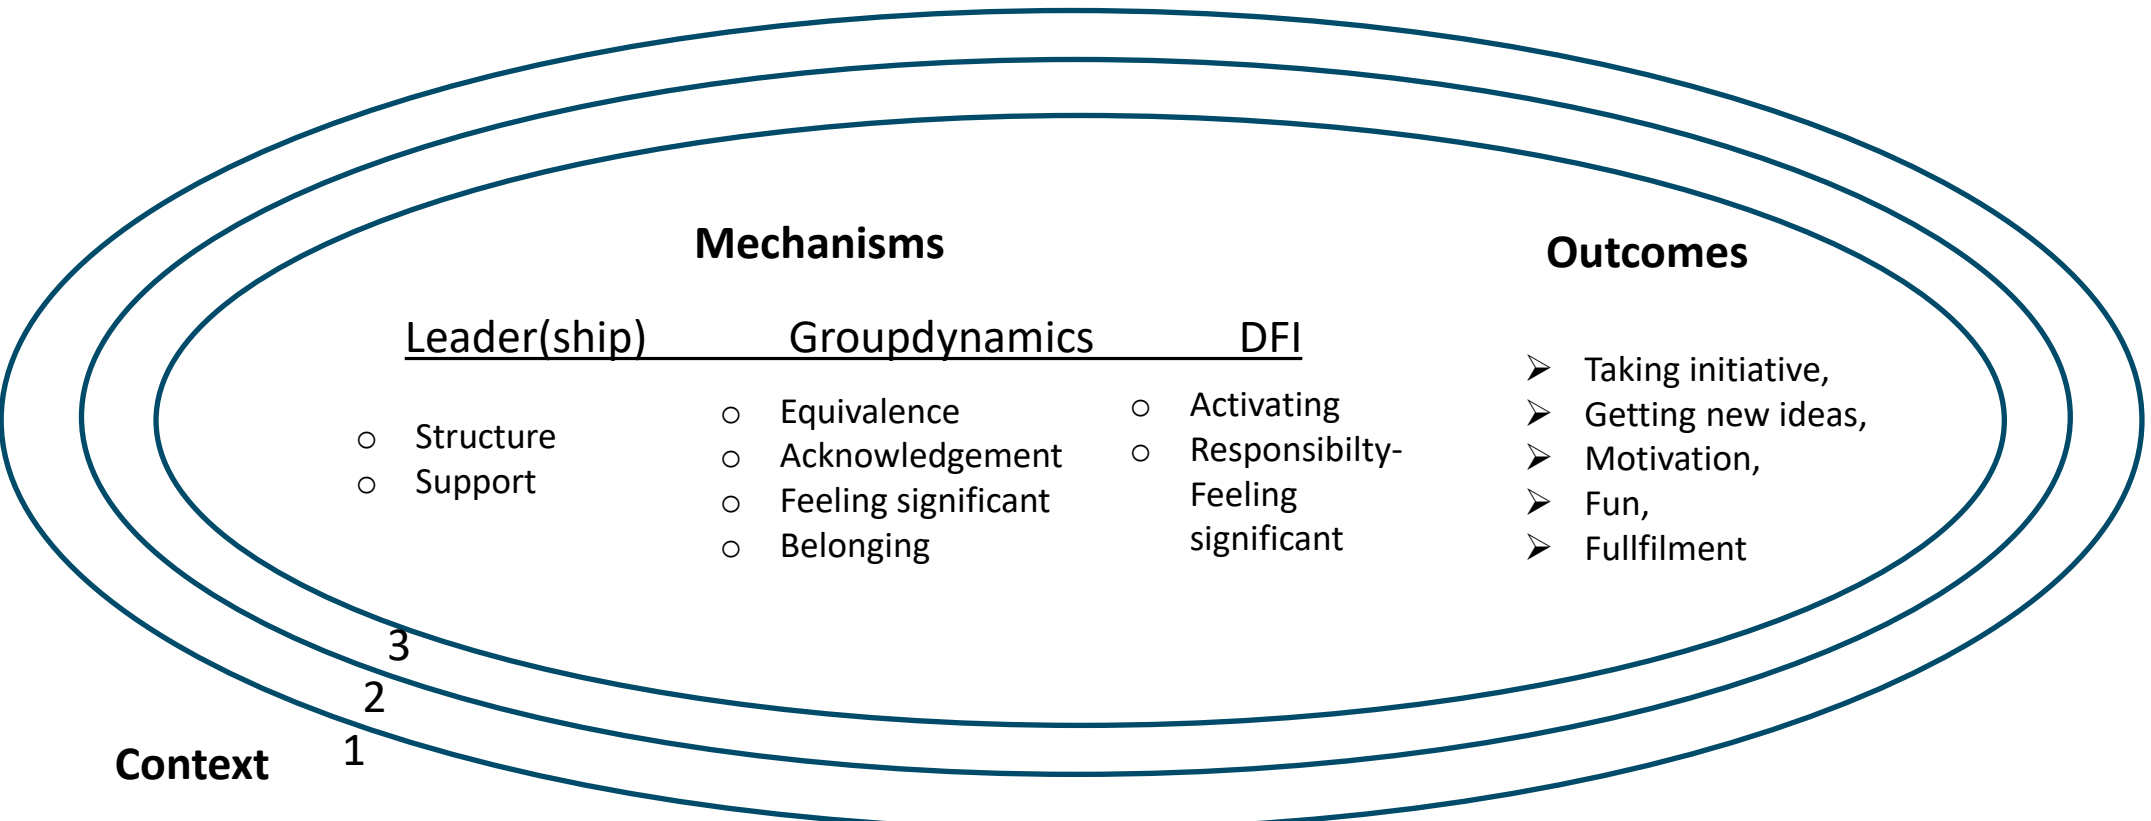 Mechanisms
Outcomes
Leader(ship) Groupdynamics DFI
Structure
Support
Equivalence
Acknowledgement
Feeling significant
Belonging
Activating
Responsibilty-
Feeling
significant
Taking initiative,
Getting new ideas,
Motivation,
Fun,
Fullfilment
3
2
1
Context